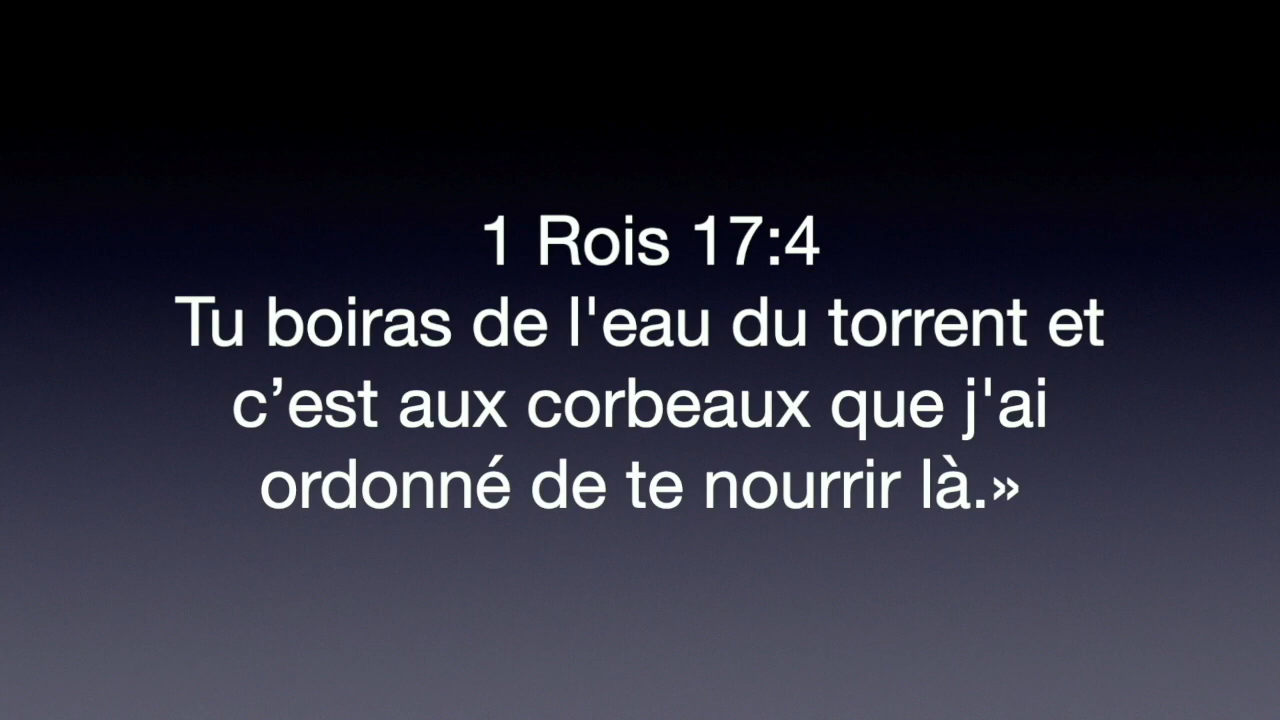 1 Rois 17:4
Tu boiras de l'eau du torrent et
c’est aux corbeaux que j'ai
ordonné de te nourrir là.»